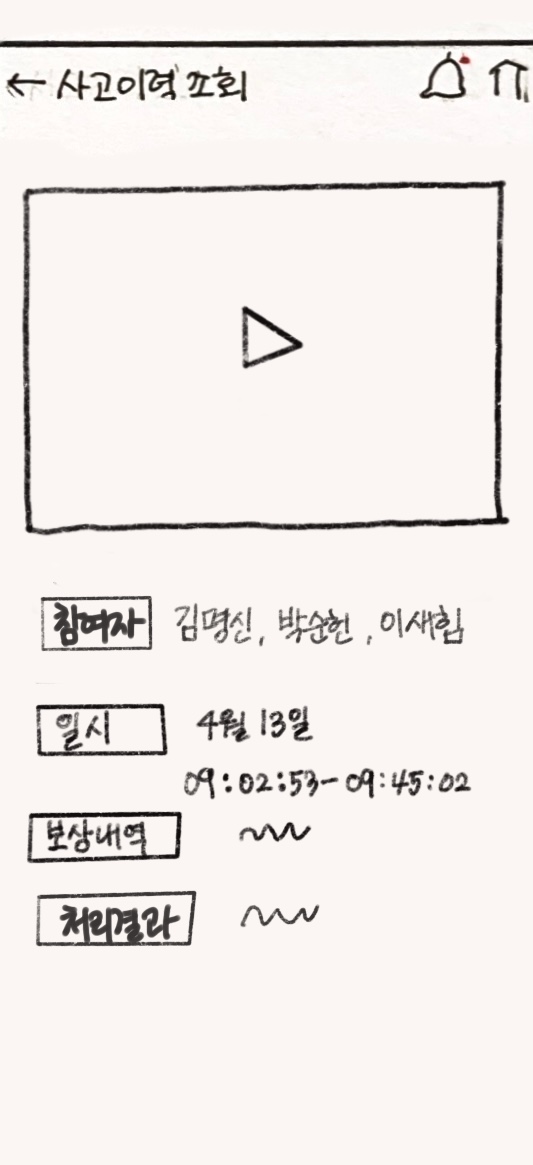 ← 사고이력 조회
참여자 김명신, 박순헌, 이새힘
일시 4월 13일
09:02:53-09:45:02
보상내역
처리결과